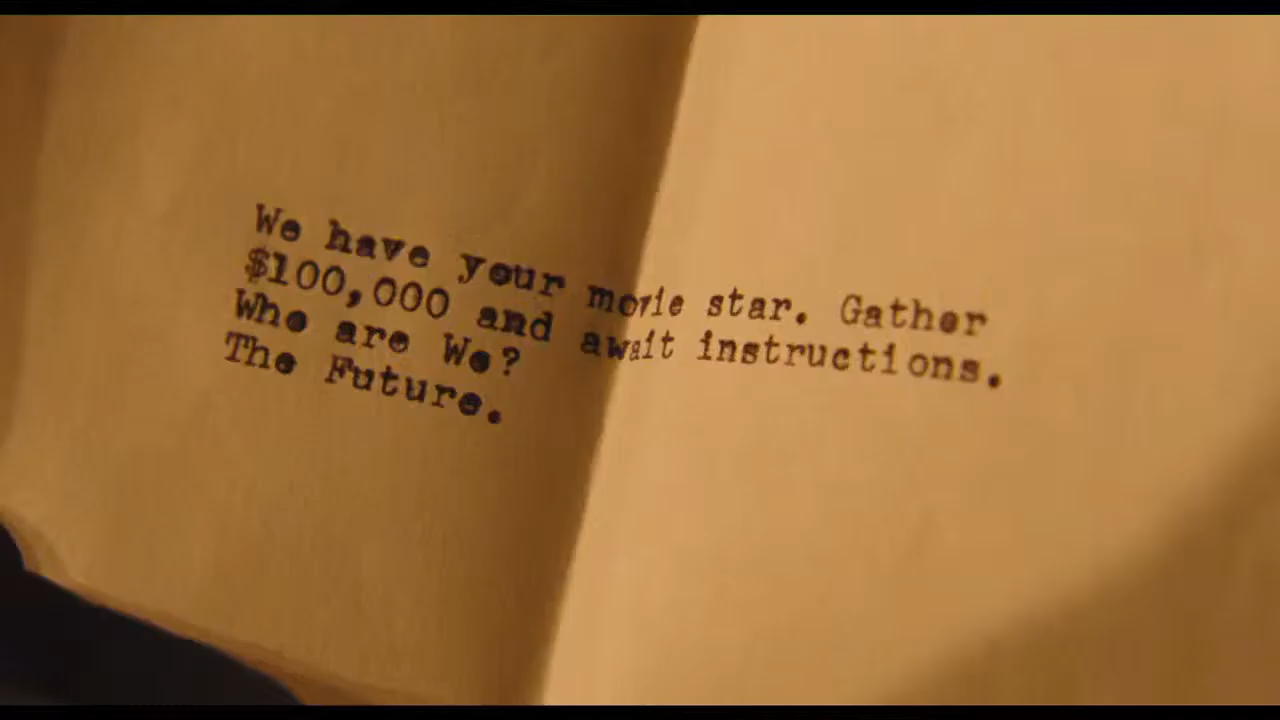 We have your movie star. Gather
$100,000 and await instructions.
Who are We?
The Future.